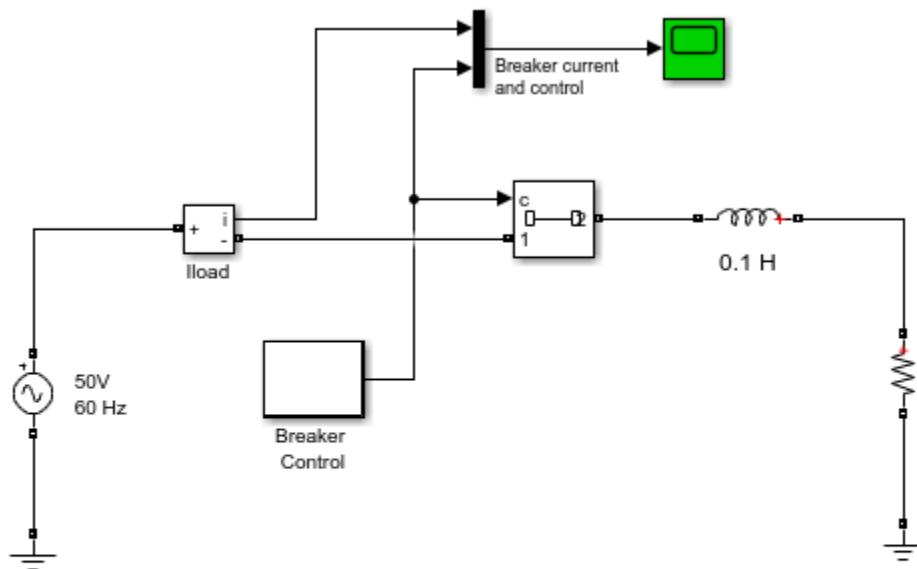 Breaker current
and control
c
2
1
+
i
-
Iload
0.1 H
+
50V
60 Hz
Breaker
Control